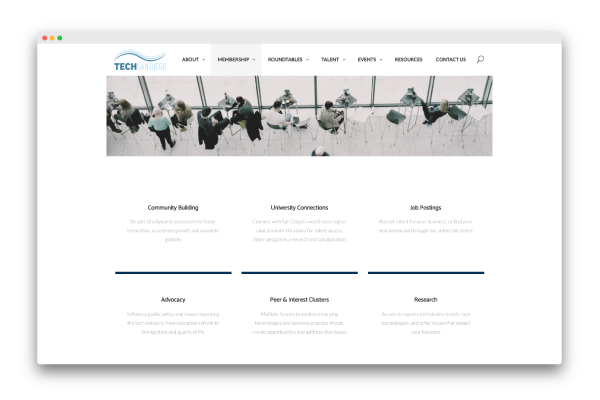 TECH SAN DIEGO
ABOUT MEMBERSHIP ROUNDTABLES TALENT EVENTS RESOURCES CONTACT US
Community Building University Connections Job Postings
Be part of a dynamic ecosystem to foster
innovation, accelerate growth and compete
globally
Connect with San Diego's world-class higher
educational institutions for talent access,
intern programs, research and collaboration
Recruit talent for your business, or find your
next dream job through our online job center
Advocacy Peer & Interest Clusters Research
Influence public policy and issues impacting
the tech industry from education reform to
immigration and quality of life
Multiple forums to explore emerging
technologies and business practice trends,
create opportunities and address vital issues
Access to reports on industry trends, new
technologies, and other issues that impact
your business